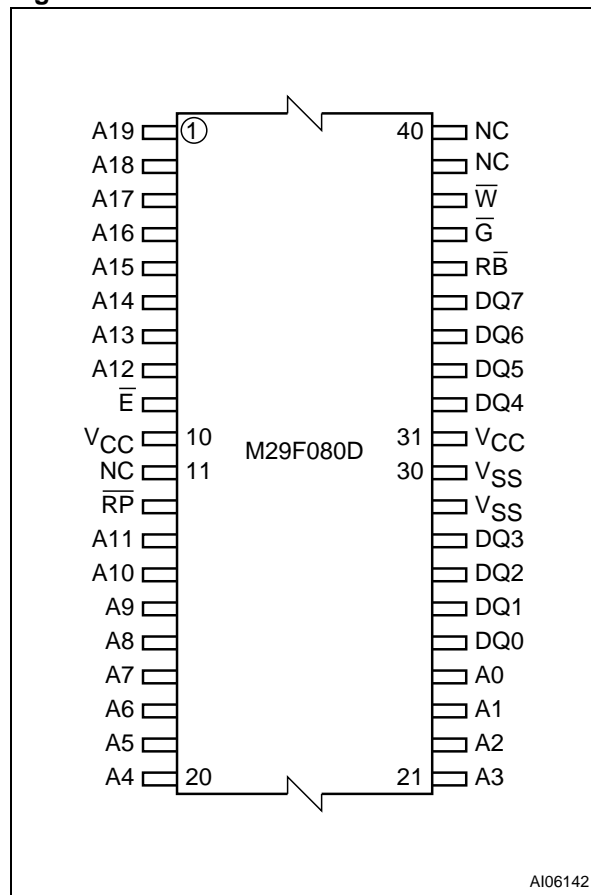 A19 ① 40 NC
A18 NC
A17 W̅
A16 G̅
A15 RB̅
A14 DQ7
A13 DQ6
A12 DQ5
E̅ DQ4
VCC 10 M29F080D 31 VCC
NC 11 30 VSS
R̅P̅ VSS
A11 DQ3
A10 DQ2
A9 DQ1
A8 DQ0
A7 A0
A6 A1
A5 A2
A4 20 21 A3
AI06142